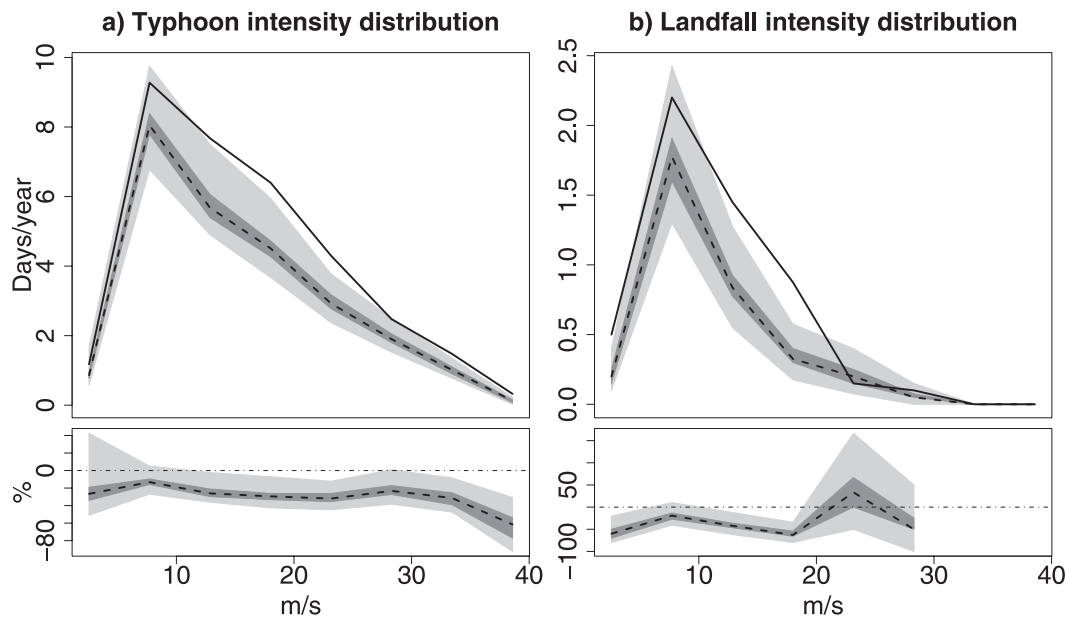 a) Typhoon intensity distribution
b) Landfall intensity distribution
Days/year
10
8
6
4
2
0
2.5
2.0
1.5
1.0
0.5
0.0
%
0
−80
50
−100
10 20 30 40
10 20 30 40
m/s
m/s